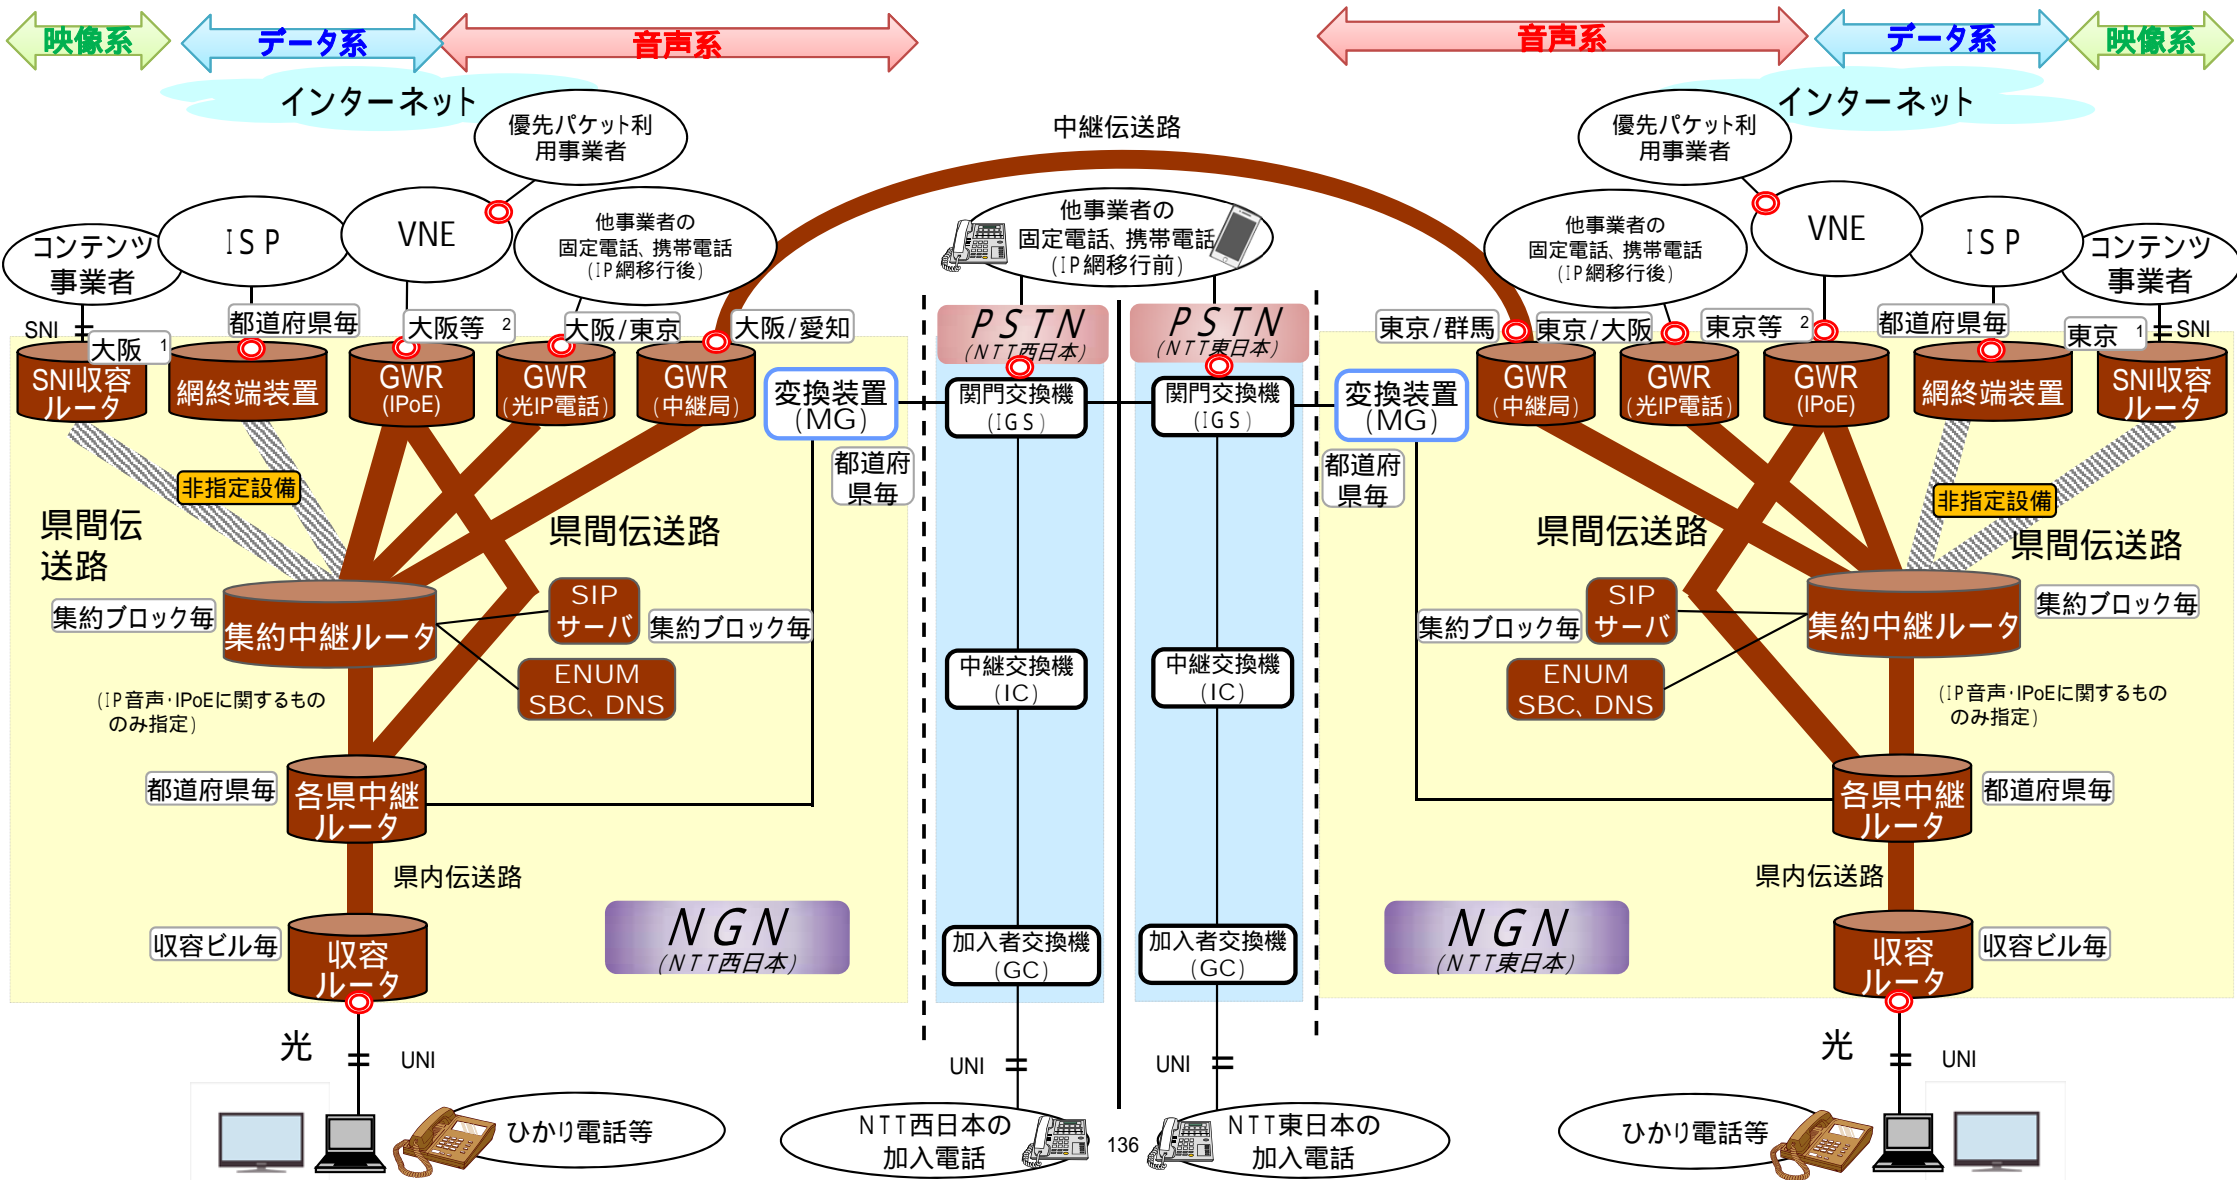 映像系
データ系
音声系
音声系
データ系
映像系
インターネット
インターネット
優先パケット利
用事業者
中継伝送路
優先パケット利
用事業者
コンテンツ
事業者
ISP
VNE
他事業者の
固定電話、携帯電話
(IP網移行後)
他事業者の
固定電話、携帯電話
(IP網移行前)
他事業者の
固定電話、携帯電話
(IP網移行後)
VNE
ISP
コンテンツ
事業者
SNI
大阪 1
都道府県毎
大阪等 2
大阪/東京
大阪/愛知
PSTN
(NTT西日本)
PSTN
(NTT東日本)
東京/群馬
東京/大阪
東京等 2
都道府県毎
東京 1
SNI
SNI収容
ルータ
網終端装置
GWR
(IPoE)
GWR
(光IP電話)
GWR
(中継局)
変換装置
(MG)
関門交換機
(IGS)
関門交換機
(IGS)
変換装置
(MG)
GWR
(中継局)
GWR
(光IP電話)
GWR
(IPoE)
網終端装置
SNI収容
ルータ
都道府
県毎
都道府
県毎
非指定設備
非指定設備
県間伝
送路
県間伝送路
県間伝送路
県間伝送路
集約ブロック毎
集約中継ルータ
SIP
サーバ
集約ブロック毎
ENUM
SBC、DNS
中継交換機
(IC)
中継交換機
(IC)
集約ブロック毎
SIP
サーバ
ENUM
SBC、DNS
集約中継ルータ
集約ブロック毎
(IP音声・IPoEに関するもの
のみ指定)
(IP音声・IPoEに関するもの
のみ指定)
都道府県毎
各県中継
ルータ
各県中継
ルータ
都道府県毎
県内伝送路
県内伝送路
収容ビル毎
収容
ルータ
NGN
(NTT西日本)
加入者交換機
(GC)
加入者交換機
(GC)
NGN
(NTT東日本)
収容
ルータ
収容ビル毎
光
UNI
UNI
UNI
光
UNI
ひかり電話等
NTT西日本の
加入電話
136
NTT東日本の
加入電話
ひかり電話等